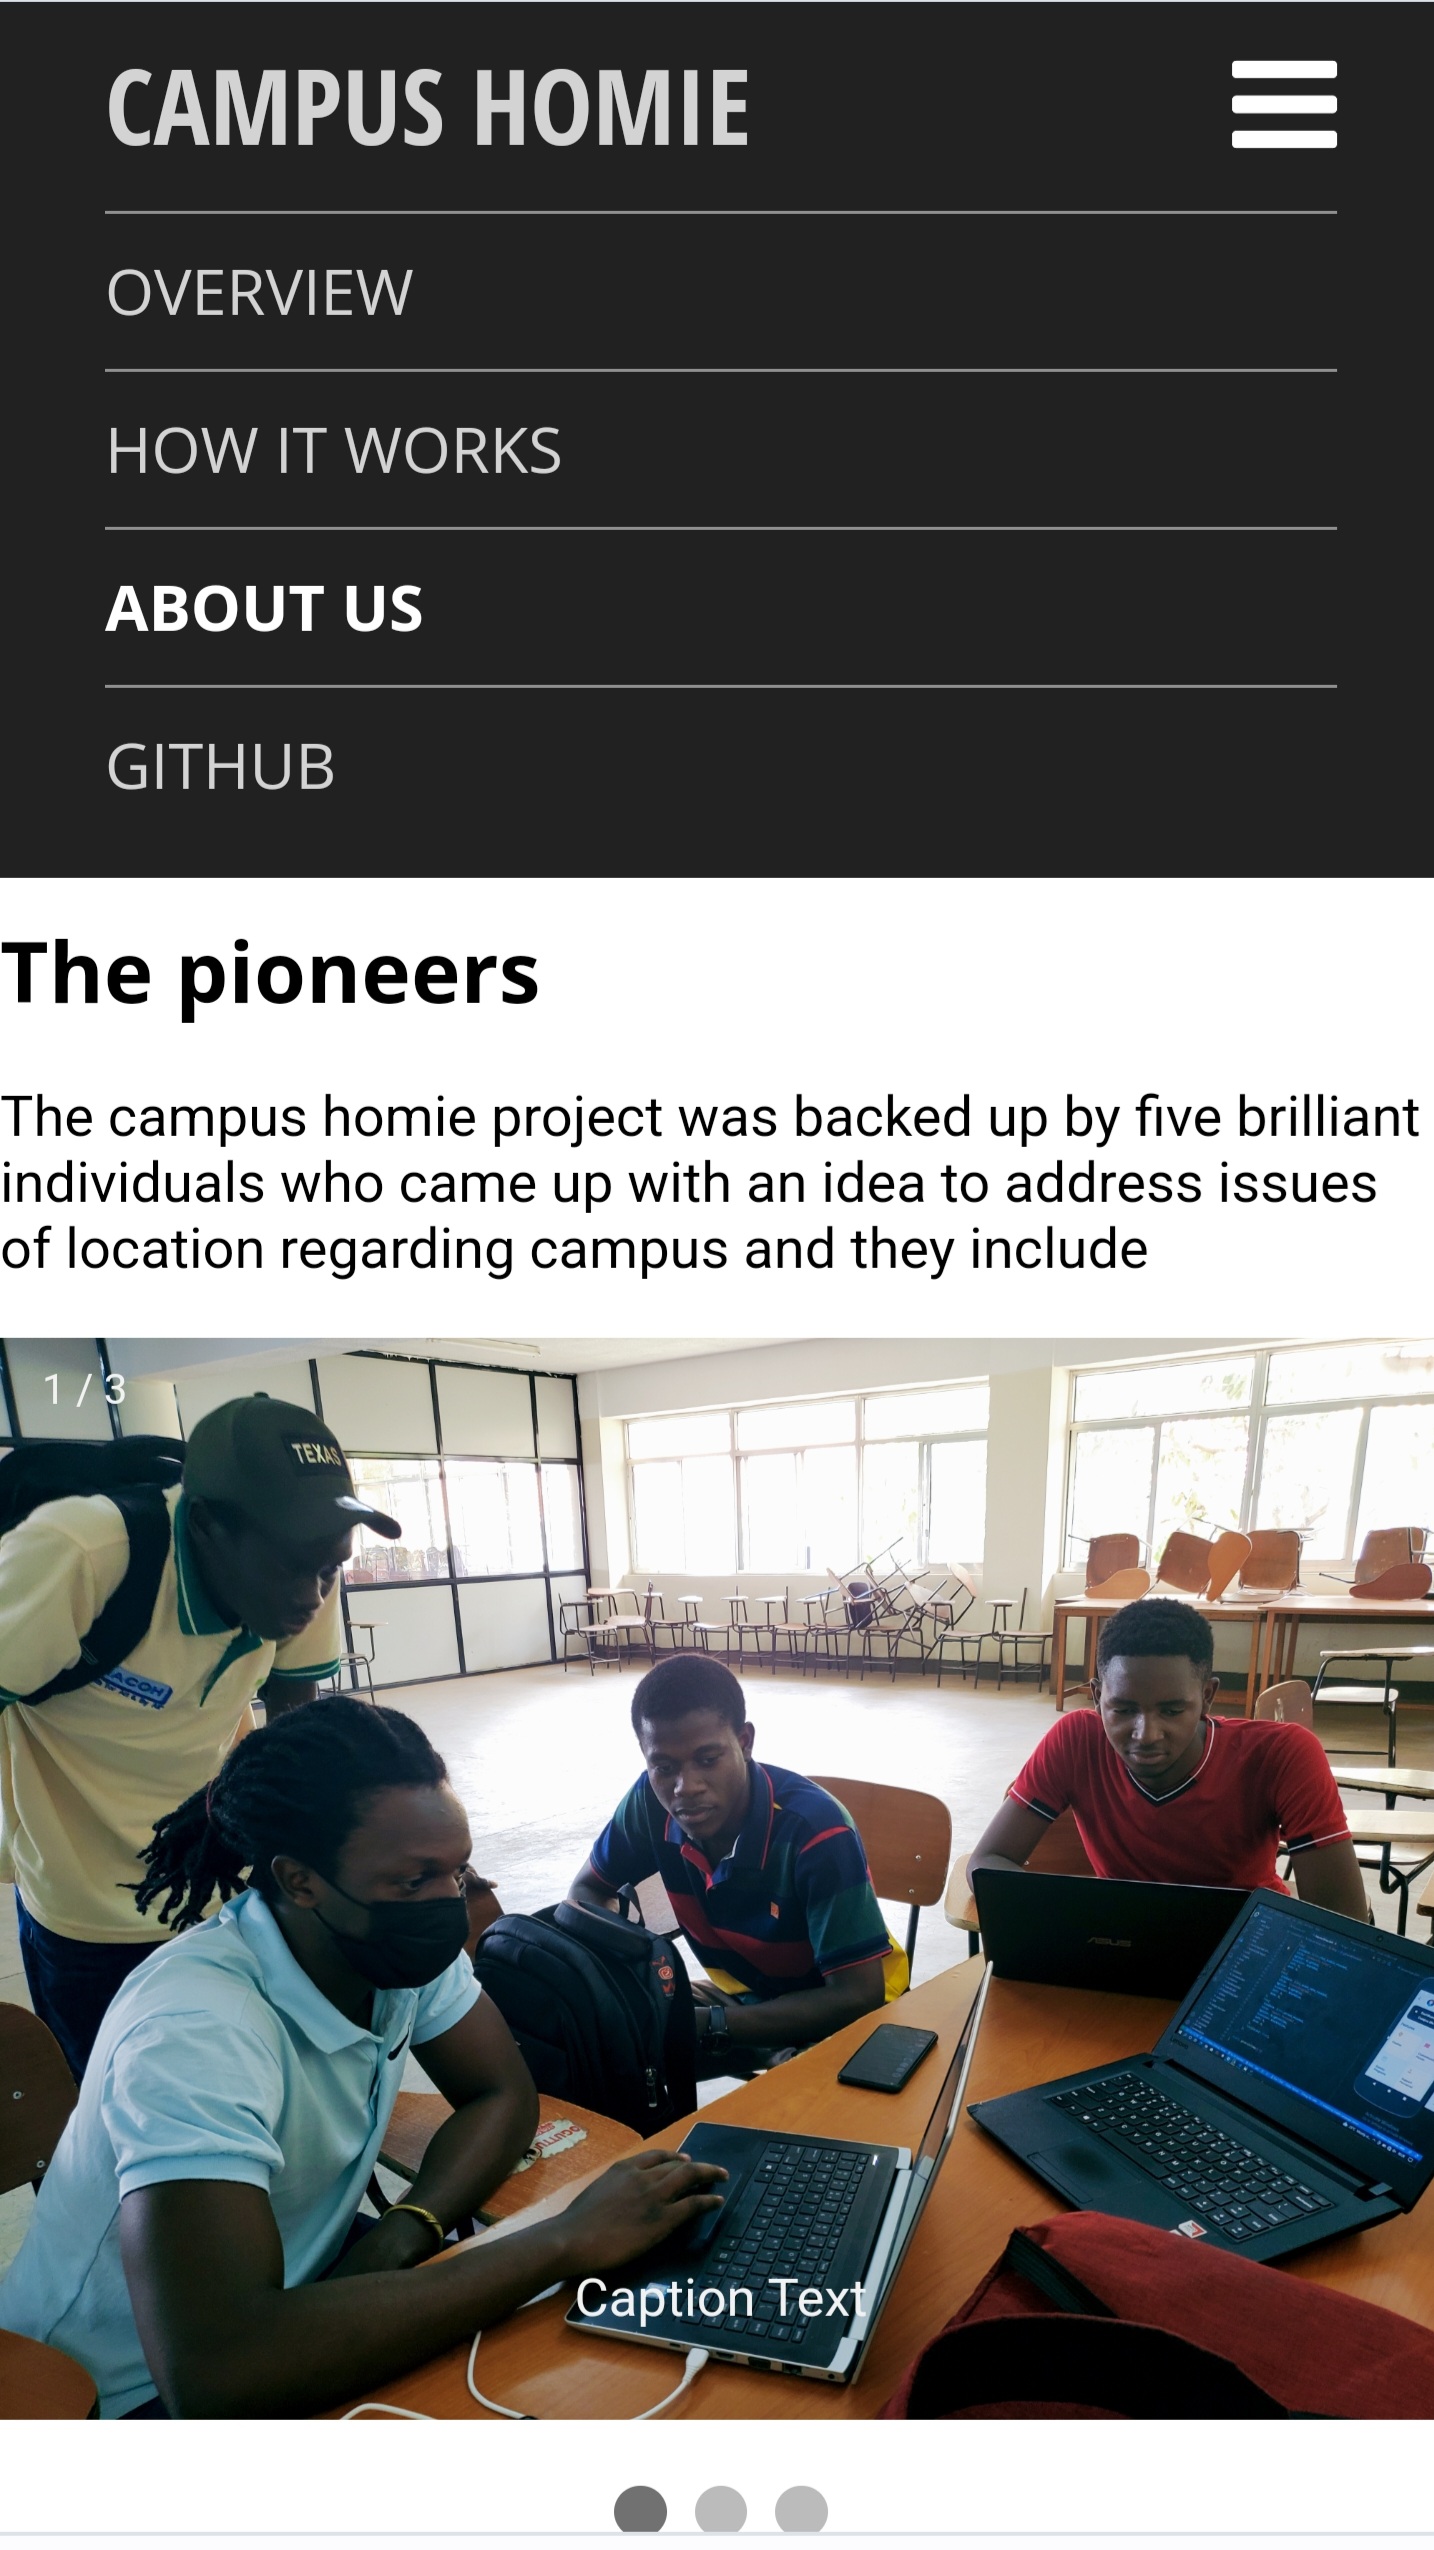 CAMPUS HOMIE
OVERVIEW
HOW IT WORKS
ABOUT US
GITHUB
The pioneers
The campus homie project was backed up by five brilliant
individuals who came up with an idea to address issues
of location regarding campus and they include
1 / 3
TEXAS
ASUS
Caption Text